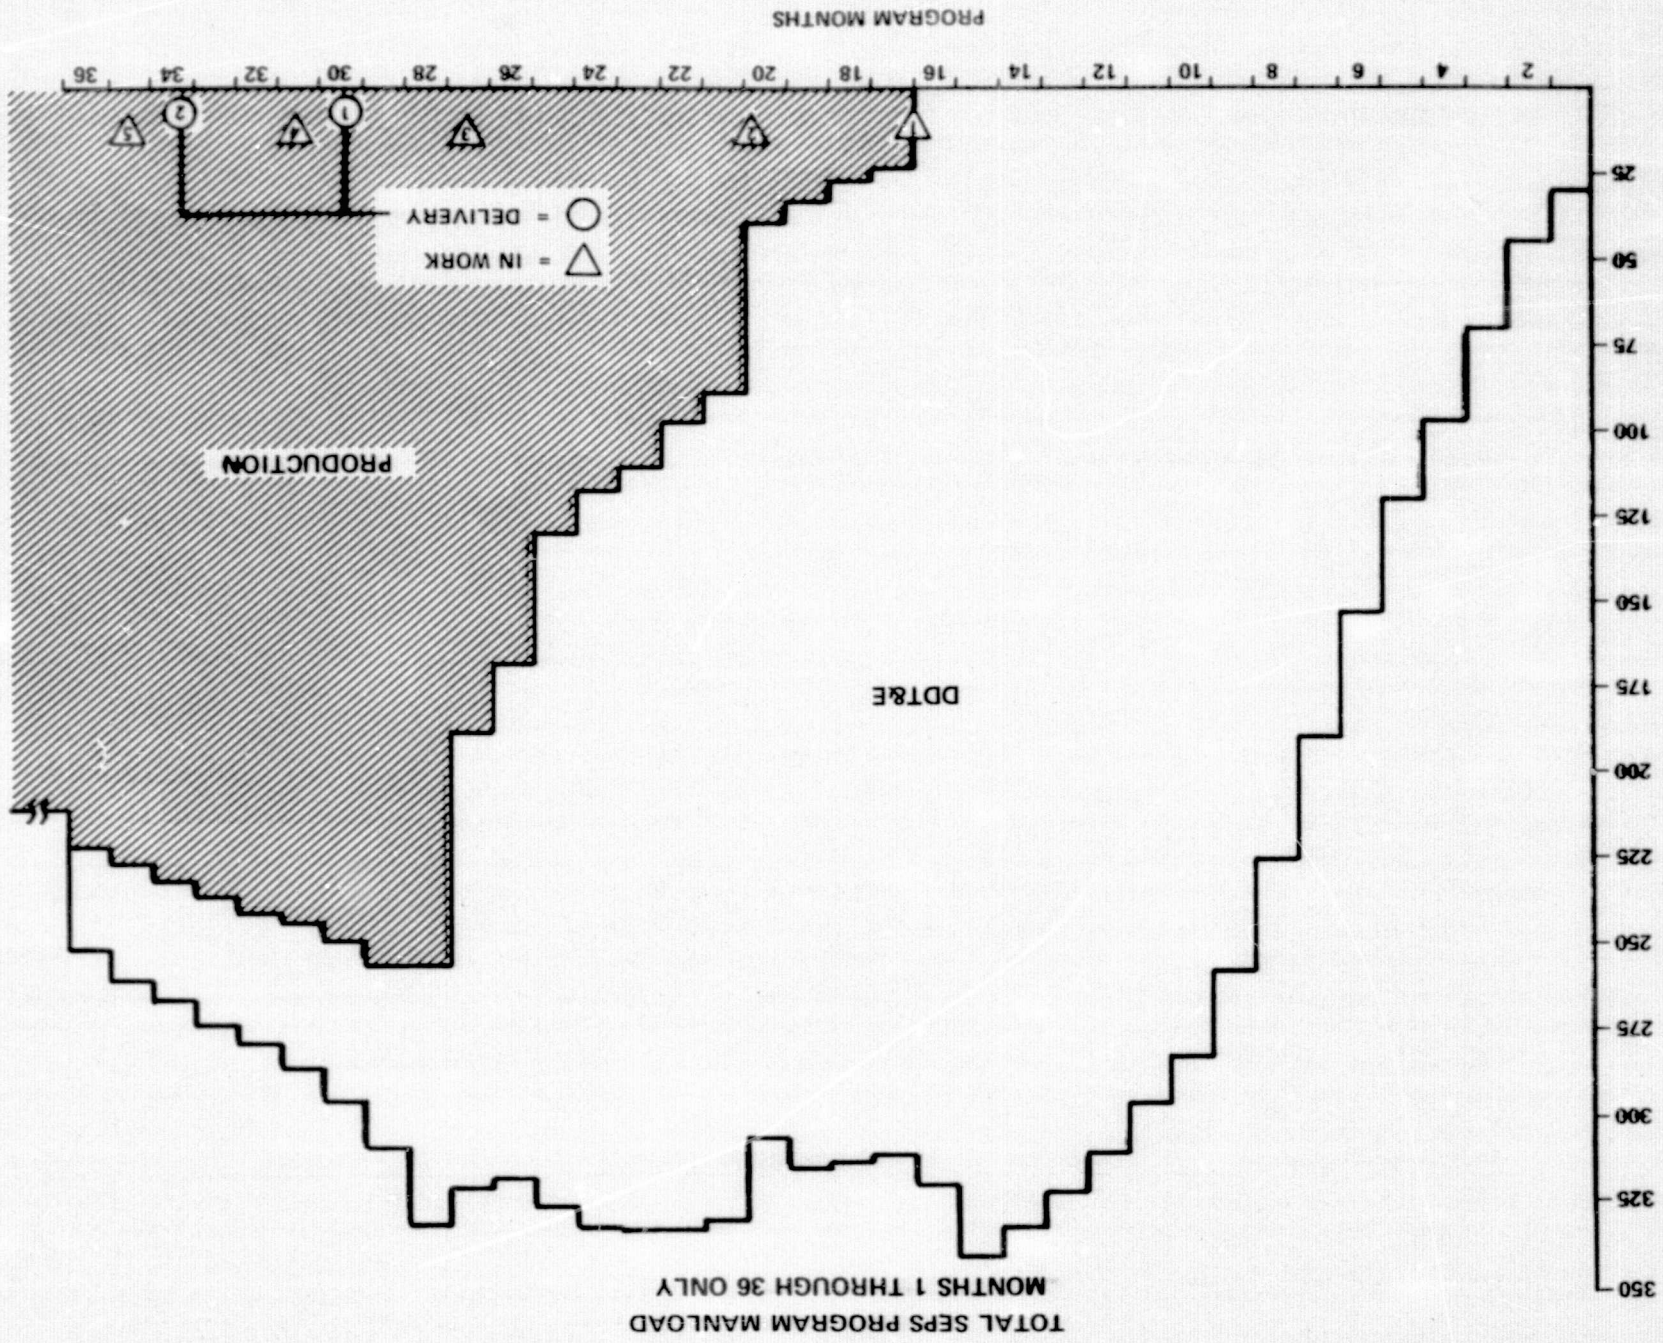 TOTAL SEPS PROGRAM MANLOAD
MONTHS 1 THROUGH 36 ONLY
350
325
300
275
250
225
200
175
150
125
100
75
50
25
DDT&E
PRODUCTION
△ = IN WORK
○ = DELIVERY
1
2
3
1
4
2
5
2 4 6 8 10 12 14 16 18 20 22 24 26 28 30 32 34 36
PROGRAM MONTHS